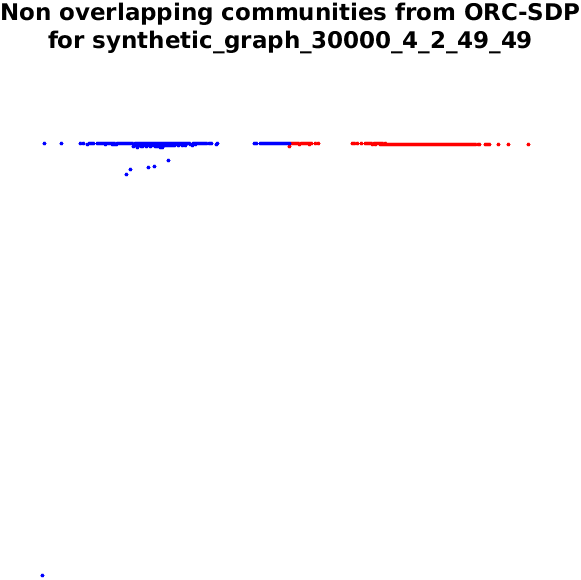 Non overlapping communities from ORC-SDP
for synthetic_graph_30000_4_2_49_49